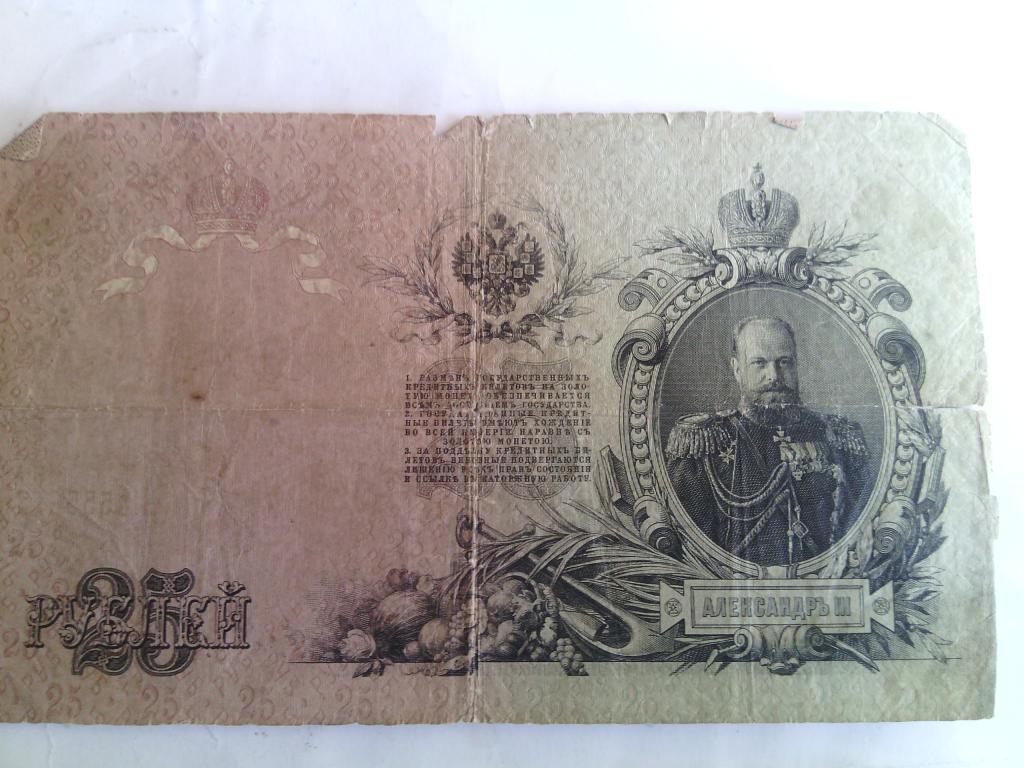 1. РАЗМѢНЪ ГОСУДАРСТВЕННЫХЪ
КРЕДИТНЫХЪ БИЛЕТОВЪ НА ЗОЛО-
ТУЮ МОНЕТУ ОБЕЗПЕЧИВАЕТСЯ
ВСѢМЪ ДОСТОЯНІЕМЪ ГОСУДАРСТВА.
2. ГОСУДАРСТВЕННЫЕ КРЕДИТ-
НЫЕ БИЛЕТЫ ИМѢЮТЪ ХОЖДЕНІЕ
ВО ВСЕЙ ИМПЕРІИ НАРАВНѢ СЪ
ЗОЛОТОЮ МОНЕТОЮ.
3. ЗА ПОДДѢЛКУ КРЕДИТНЫХЪ БИ-
ЛЕТОВЪ ВИНОВНЫЕ ПОДВЕРГАЮТСЯ
ЛИШЕНІЮ ВСѢХЪ ПРАВЪ СОСТОЯНІЯ
И ССЫЛКѢ ВЪ КАТОРЖНУЮ РАБОТУ.
25
РУБЛЕЙ
АЛЕКСАНДРЪ III